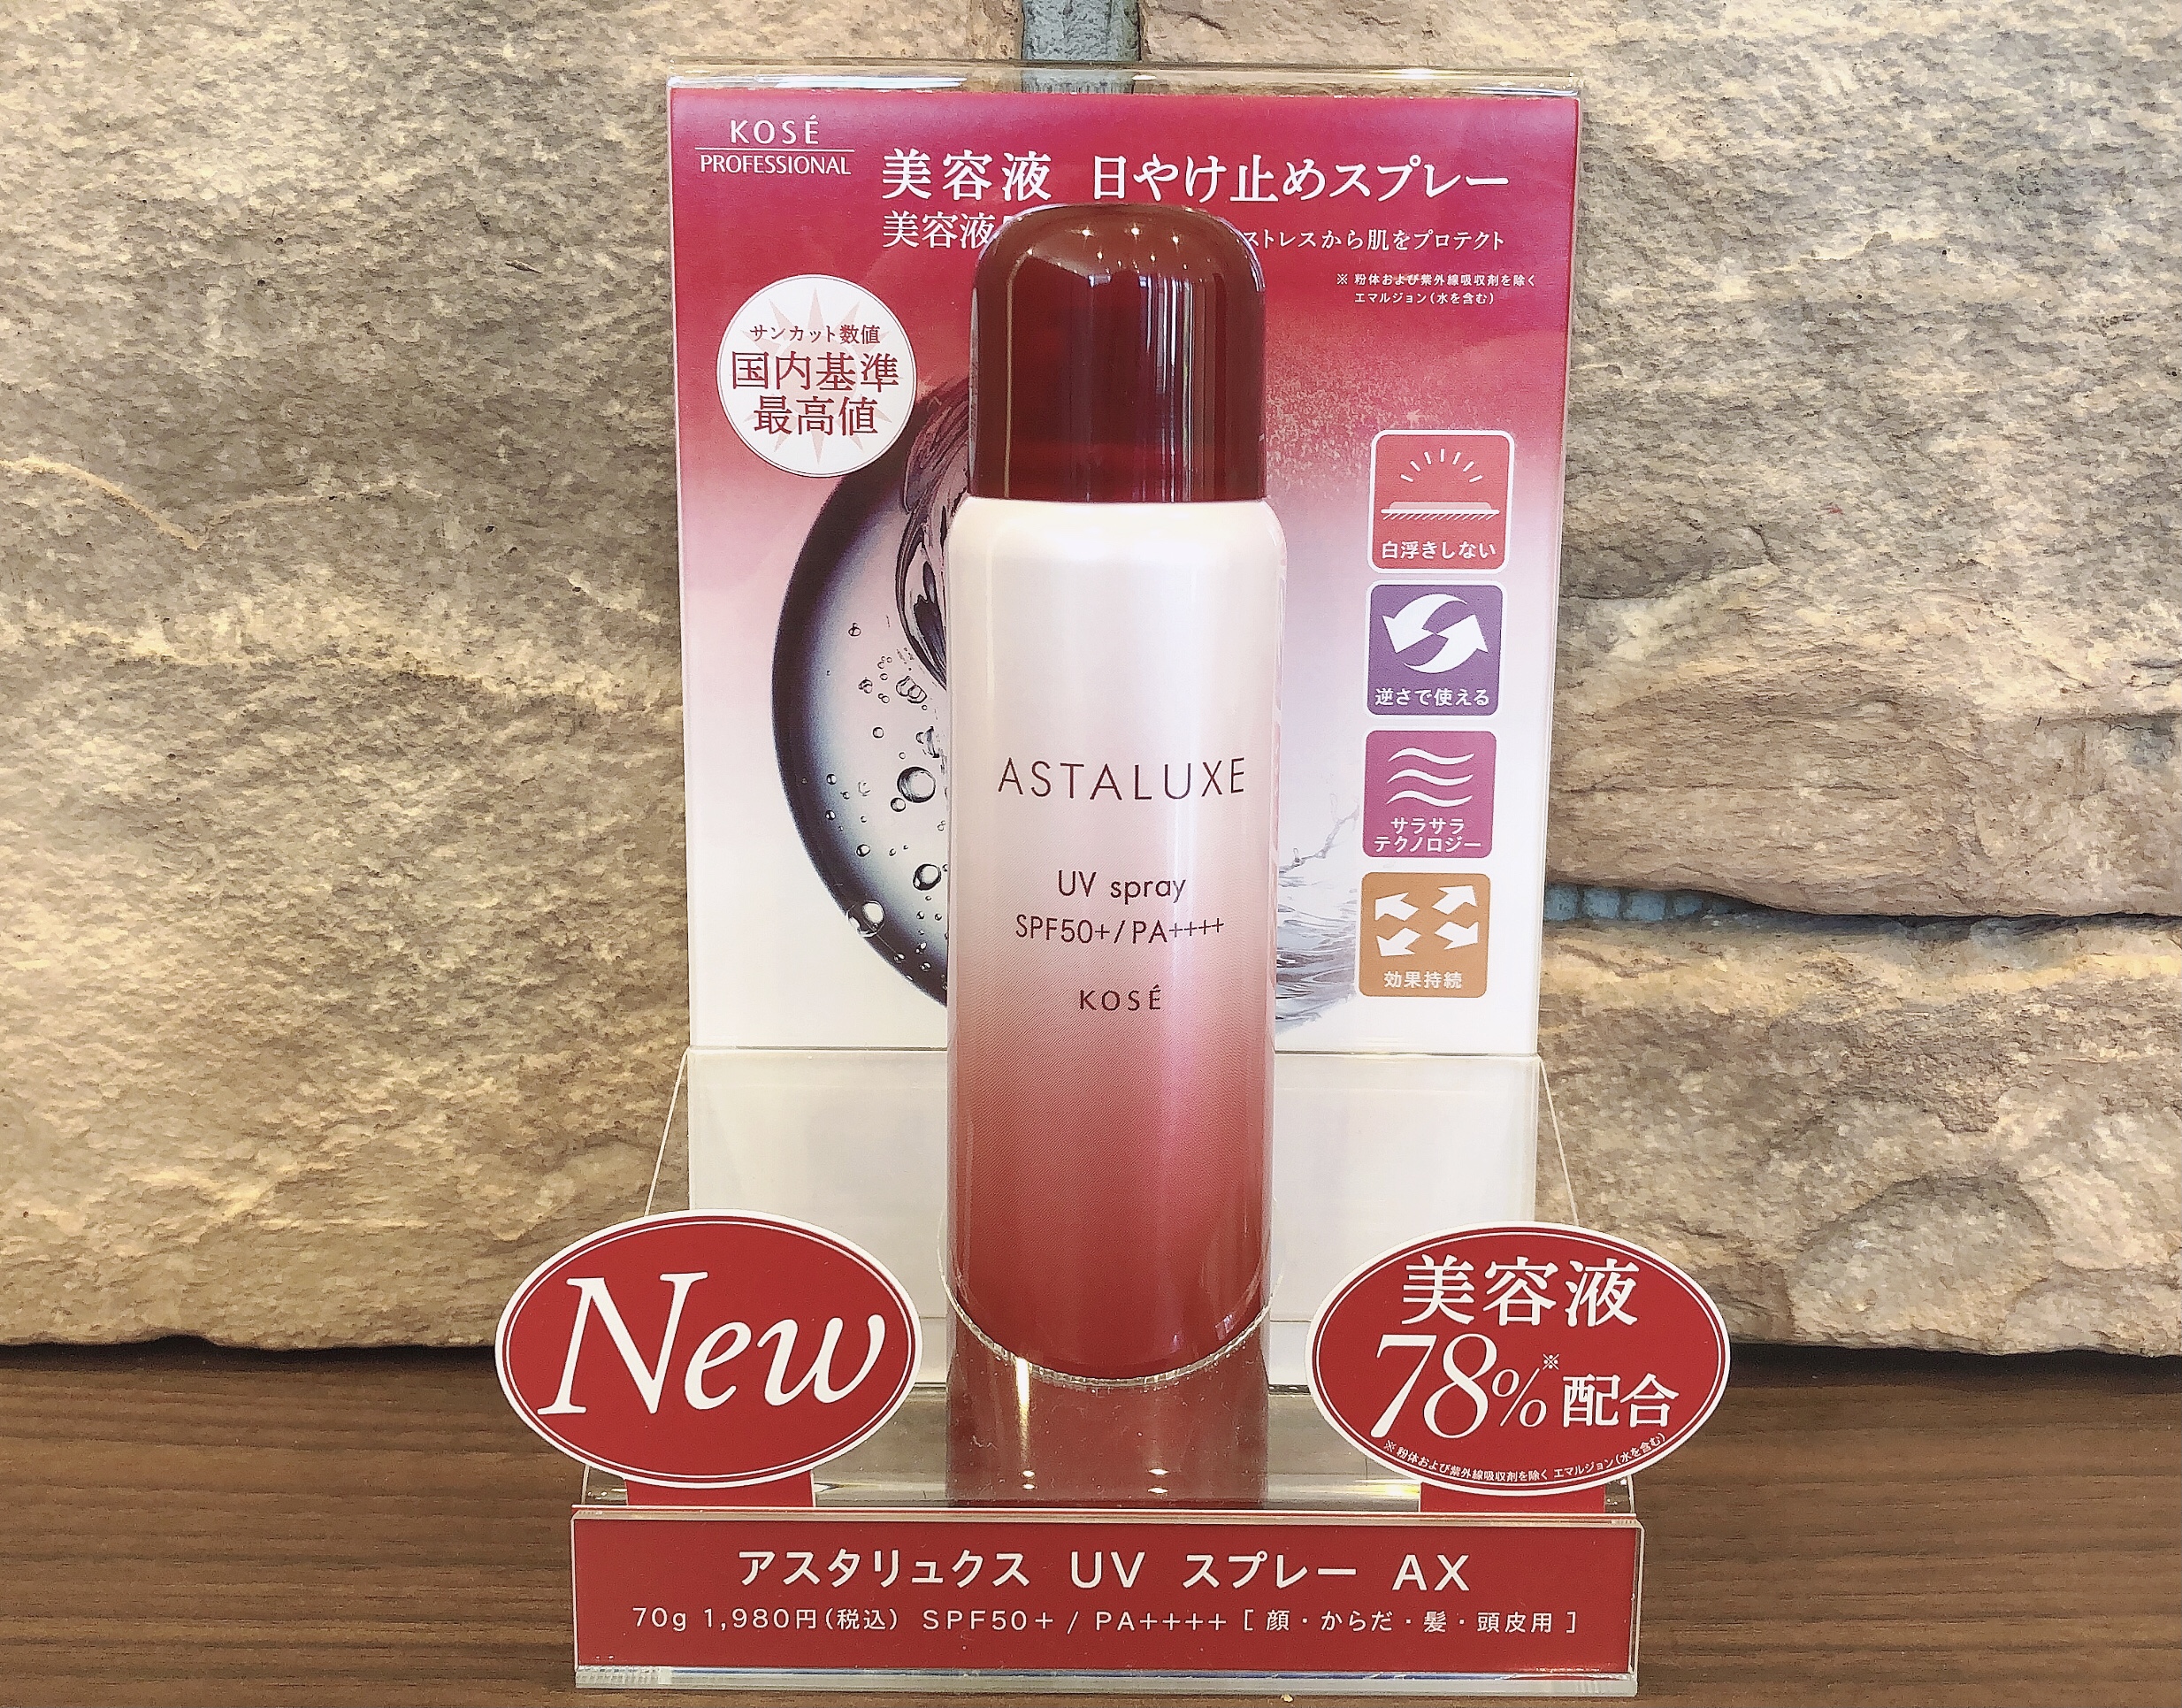 KOSÉ
PROFESSIONAL
美容液 日やけ止めスプレー
美容液
ストレスから肌をプロテクト
※ 粉体および紫外線吸収剤を除く
エマルジョン(水を含む)
サンカット数値
国内基準
最高値
白浮きしない
逆さで使える
サラサラ
テクノロジー
効果持続
ASTALUXE
UV spray
SPF50+/PA++++
KOSÉ
New
美容液
78%※配合
※ 粉体および紫外線吸収剤を除く エマルジョン(水を含む)
アスタリュクス UV スプレー AX
70g 1,980円(税込) SPF50+ / PA++++ [ 顔・からだ・髪・頭皮用 ]